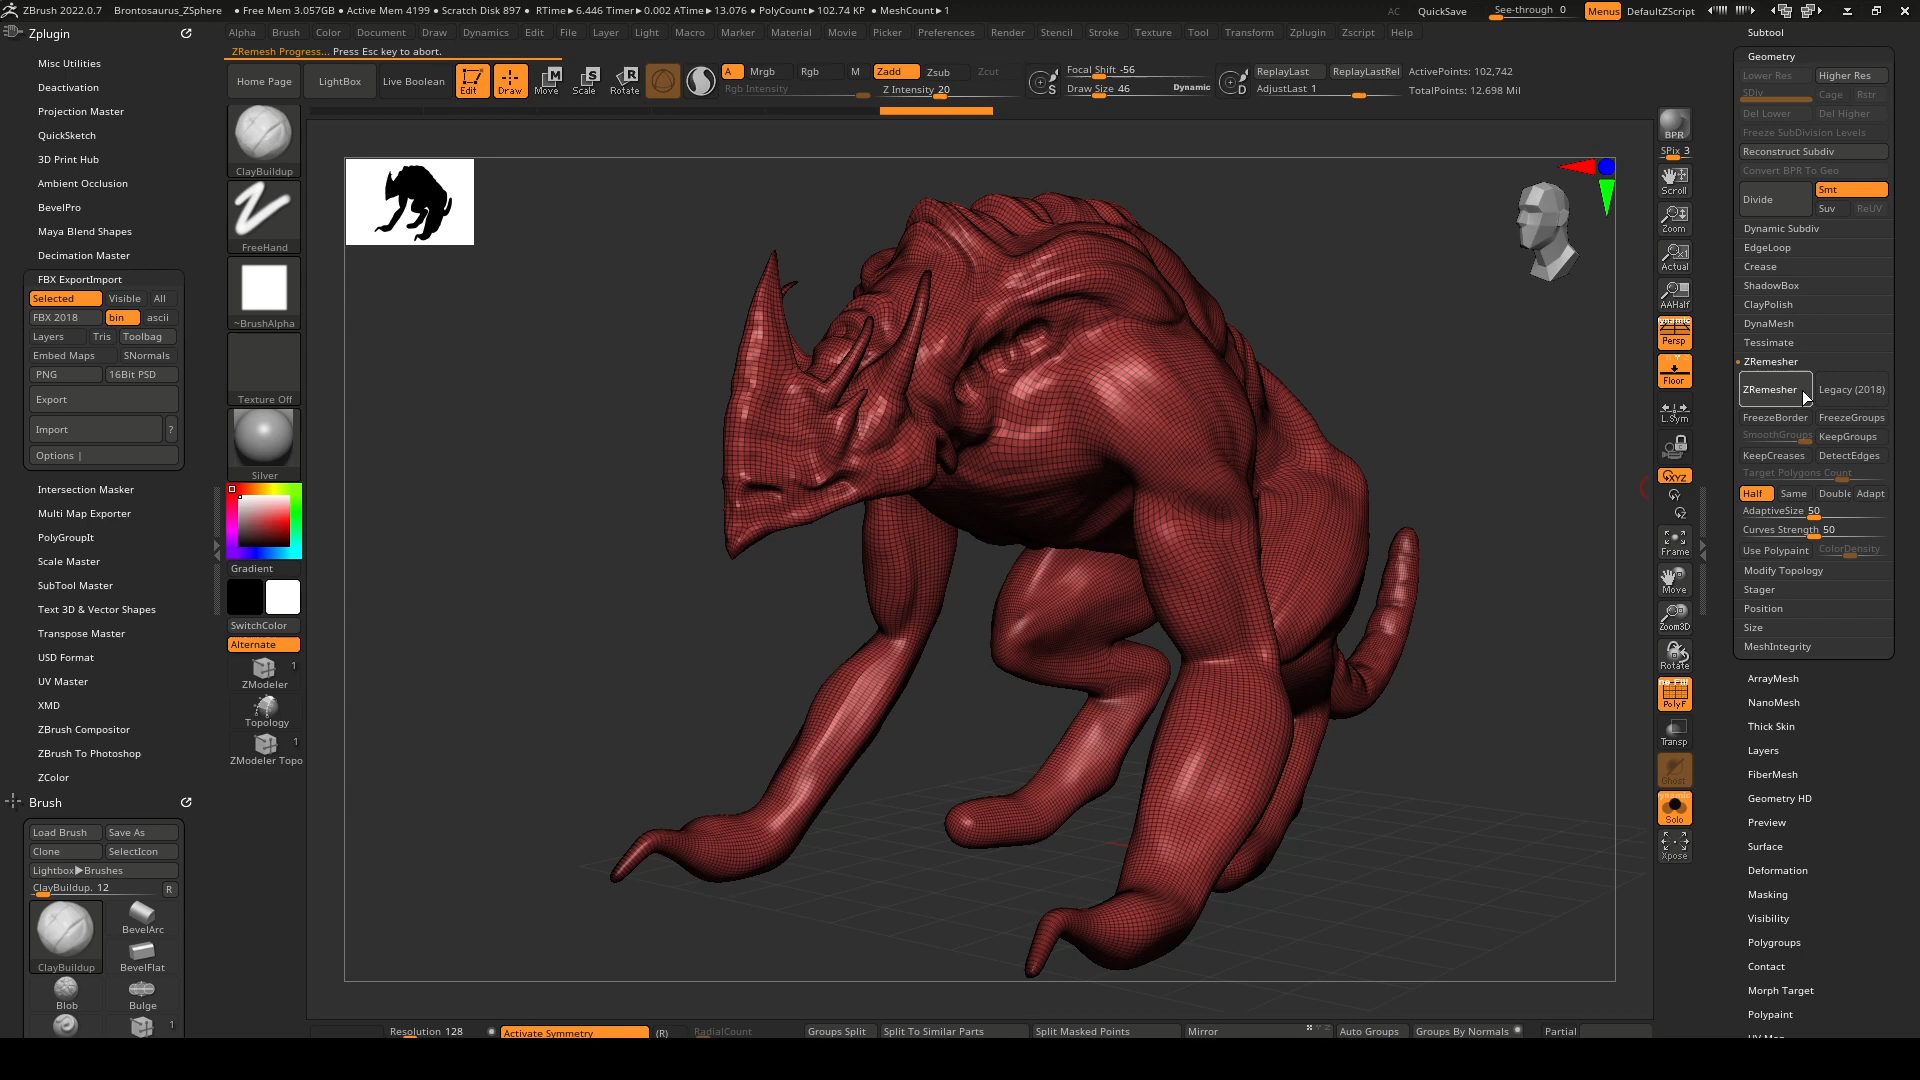 ZBrush 2022.0.7 Brontosaurus_ZSphere • Free Mem 3.057GB • Active Mem 4199 • Scratch Disk 897 • RTime▶6.446 Timer▶0.002 ATime▶13.076 • PolyCount▶102.74 KP • MeshCount▶1 AC QuickSave See-through 0 Menus DefaultZScript
Alpha Brush Color Document Draw Dynamics Edit File Layer Light Macro Marker Material Movie Picker Preferences Render Stencil Stroke Texture Tool Transform Zplugin Zscript Help
ZRemesh Progress... Press Esc key to abort.
Home Page LightBox Live Boolean Edit Draw Move Scale Rotate
A Mrgb Rgb M Zadd Zsub Zcut
Rgb Intensity Z Intensity 20
S Focal Shift -56
Draw Size 46 Dynamic
D ReplayLast ReplayLastRel ActivePoints: 102,742
AdjustLast 1 TotalPoints: 12.698 Mil
Zplugin
Misc Utilities
Deactivation
Projection Master
QuickSketch
3D Print Hub
Ambient Occlusion
BevelPro
Maya Blend Shapes
Decimation Master
FBX ExportImport
Selected Visible All
FBX 2018 bin ascii
Layers Tris Toolbag
Embed Maps SNormals
PNG 16Bit PSD
Export
Import ?
Options |
Intersection Masker
Multi Map Exporter
PolyGroupIt
Scale Master
SubTool Master
Text 3D & Vector Shapes
Transpose Master
USD Format
UV Master
XMD
ZBrush Compositor
ZBrush To Photoshop
ZColor
Brush
Load Brush Save As
Clone SelectIcon
Lightbox▶Brushes
ClayBuildup. 12 R
ClayBuildup
BevelArc
BevelFlat
Blob Bulge
1
ClayBuildup
FreeHand
~BrushAlpha
Texture Off
Silver
Gradient
SwitchColor
Alternate
1
ZModeler
Topology
1
ZModeler Topo
BPR
SPix 3
Scroll
Zoom
Actual
AAHalf
Dynamic
Persp
Floor
L.Sym
XYZ
Y
Z
Frame
Move
Zoom3D
Rotate
Line Fill
PolyF
Transp
Ghost
Dynamic
Solo
Xpose
Subtool
Geometry
Lower Res Higher Res
SDiv Cage Rstr
Del Lower Del Higher
Freeze SubDivision Levels
Reconstruct Subdiv
Convert BPR To Geo
Divide Smt
Suv ReUV
Dynamic Subdiv
EdgeLoop
Crease
ShadowBox
ClayPolish
DynaMesh
Tessimate
ZRemesher
ZRemesher Legacy (2018)
FreezeBorder FreezeGroups
SmoothGroups KeepGroups
KeepCreases DetectEdges
Target Polygons Count
Half Same Double Adapt
AdaptiveSize 50
Curves Strength 50
Use Polypaint ColorDensity
Modify Topology
Stager
Position
Size
MeshIntegrity
ArrayMesh
NanoMesh
Thick Skin
Layers
FiberMesh
Geometry HD
Preview
Surface
Deformation
Masking
Visibility
Polygroups
Contact
Morph Target
Polypaint
Resolution 128 Activate Symmetry (R) RadialCount Groups Split Split To Similar Parts Split Masked Points Mirror Auto Groups Groups By Normals Partial